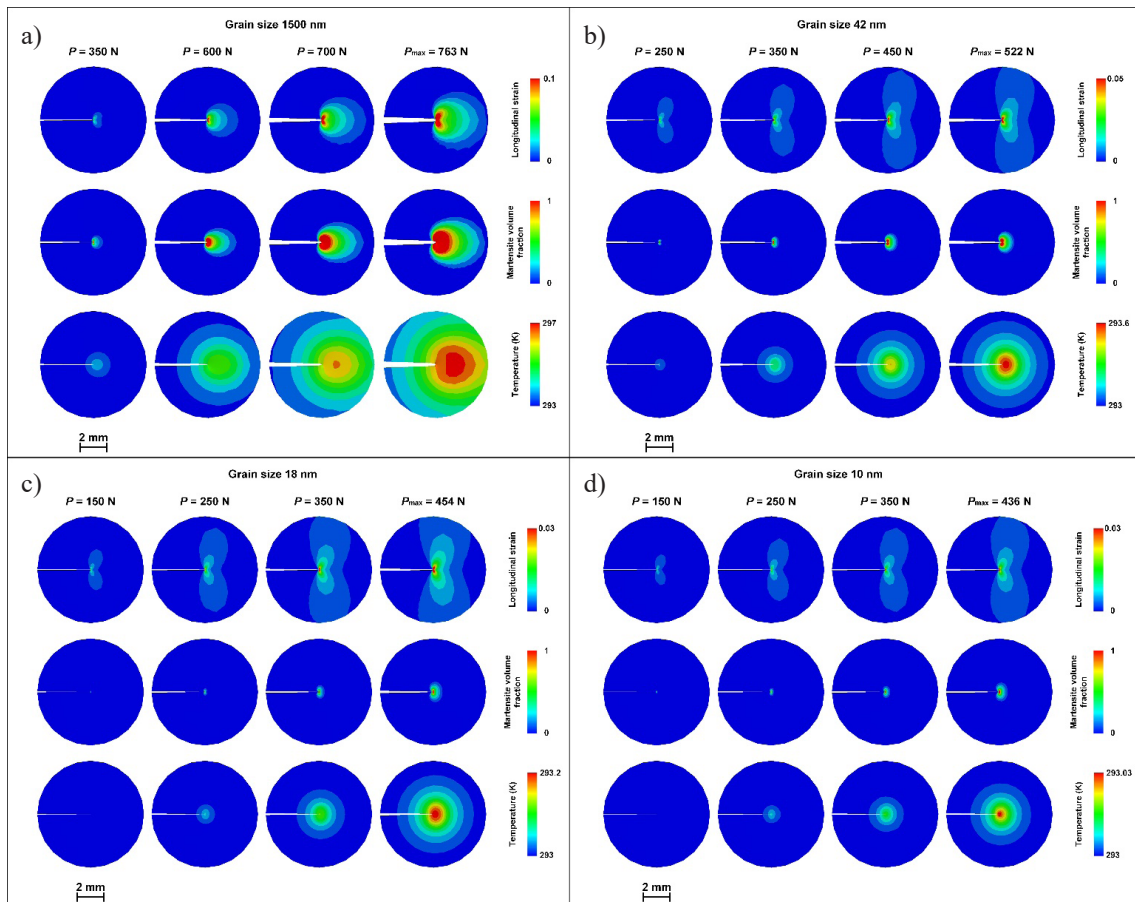 a)
Grain size 1500 nm
P = 350 N P = 600 N P = 700 N Pmax = 763 N
0.1
Longitudinal strain
0
1
Martensite volume
fraction
0
297
Temperature (K)
293
2 mm
b)
Grain size 42 nm
P = 250 N P = 350 N P = 450 N Pmax = 522 N
0.05
Longitudinal strain
0
1
Martensite volume
fraction
0
293.6
Temperature (K)
293
2 mm
c)
Grain size 18 nm
P = 150 N P = 250 N P = 350 N Pmax = 454 N
0.03
Longitudinal strain
0
1
Martensite volume
fraction
0
293.2
Temperature (K)
293
2 mm
d)
Grain size 10 nm
P = 150 N P = 250 N P = 350 N Pmax = 436 N
0.03
Longitudinal strain
0
1
Martensite volume
fraction
0
293.03
Temperature (K)
293
2 mm